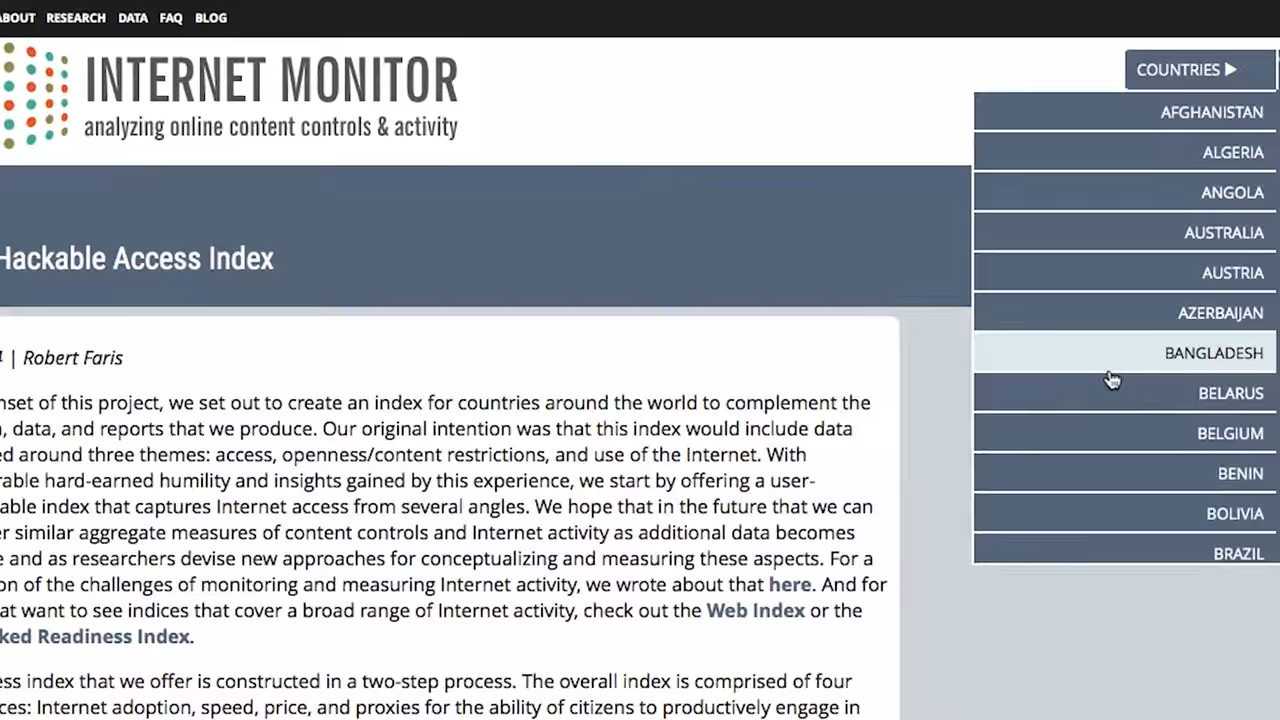 ABOUT RESEARCH DATA FAQ BLOG
INTERNET MONITOR
analyzing online content controls & activity
COUNTRIES ▶
AFGHANISTAN
ALGERIA
ANGOLA
AUSTRALIA
AUSTRIA
AZERBAIJAN
BANGLADESH
BELARUS
BELGIUM
BENIN
BOLIVIA
BRAZIL
Hackable Access Index
| Robert Faris
of this project, we set out to create an index for countries around the world to complement the
data, and reports that we produce. Our original intention was that this index would include data
around three themes: access, openness/content restrictions, and use of the Internet. With
hard-earned humility and insights gained by this experience, we start by offering a user-
index that captures Internet access from several angles. We hope that in the future that we can
similar aggregate measures of content controls and Internet activity as additional data becomes
and as researchers devise new approaches for conceptualizing and measuring these aspects. For a
of the challenges of monitoring and measuring Internet activity, we wrote about that here. And for
want to see indices that cover a broad range of Internet activity, check out the Web Index or the
Readiness Index.
index that we offer is constructed in a two-step process. The overall index is comprised of four
Internet adoption, speed, price, and proxies for the ability of citizens to productively engage in